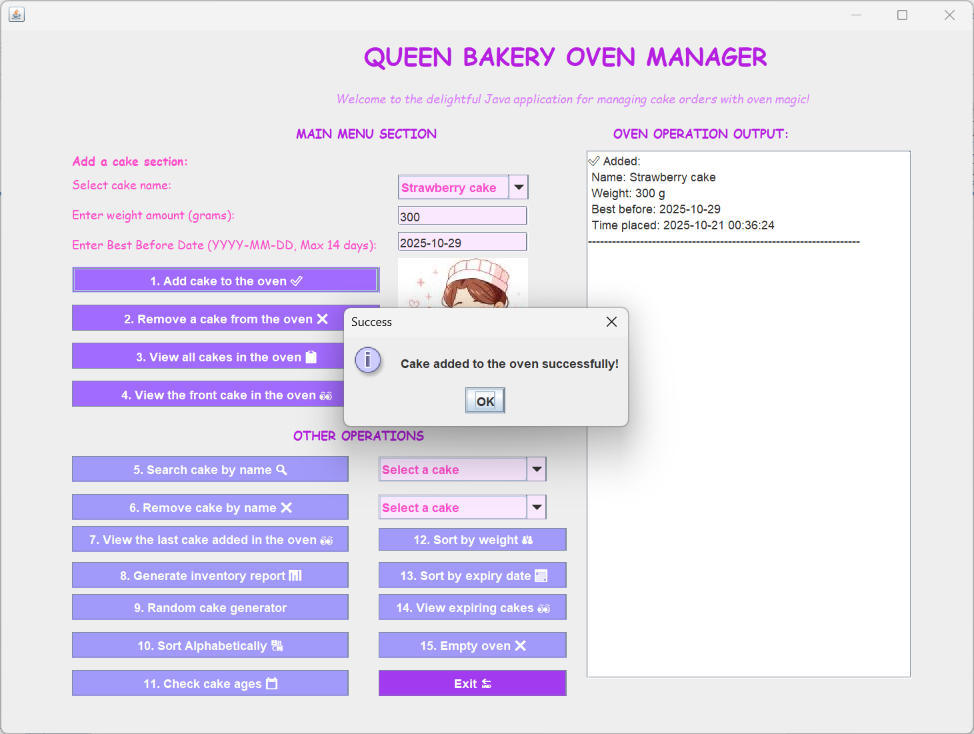 QUEEN BAKERY OVEN MANAGER
Welcome to the delightful Java application for managing cake orders with oven magic!
MAIN MENU SECTION
Add a cake section:
Select cake name:
Strawberry cake
Enter weight amount (grams):
300
Enter Best Before Date (YYYY-MM-DD, Max 14 days):
2025-10-29
1. Add cake to the oven ✓
2. Remove a cake from the oven ✕
3. View all cakes in the oven
4. View the front cake in the oven
Success
Cake added to the oven successfully!
OK
OTHER OPERATIONS
5. Search cake by name
Select a cake
6. Remove cake by name ✕
Select a cake
7. View the last cake added in the oven
12. Sort by weight
8. Generate inventory report
13. Sort by expiry date
9. Random cake generator
14. View expiring cakes
10. Sort Alphabetically
15. Empty oven ✕
11. Check cake ages
Exit
OVEN OPERATION OUTPUT:
✓ Added:
Name: Strawberry cake
Weight: 300 g
Best before: 2025-10-29
Time placed: 2025-10-21 00:36:24